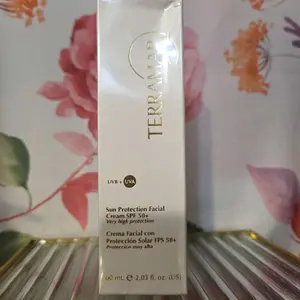 TERRAMAR
UVB + UVA
Sun Protection Facial
Cream SPF 50+
Very high protection
Crema Facial con
Protección Solar FPS 50+
Protección muy alta
60 mL e 2,03 fl. oz. (US)